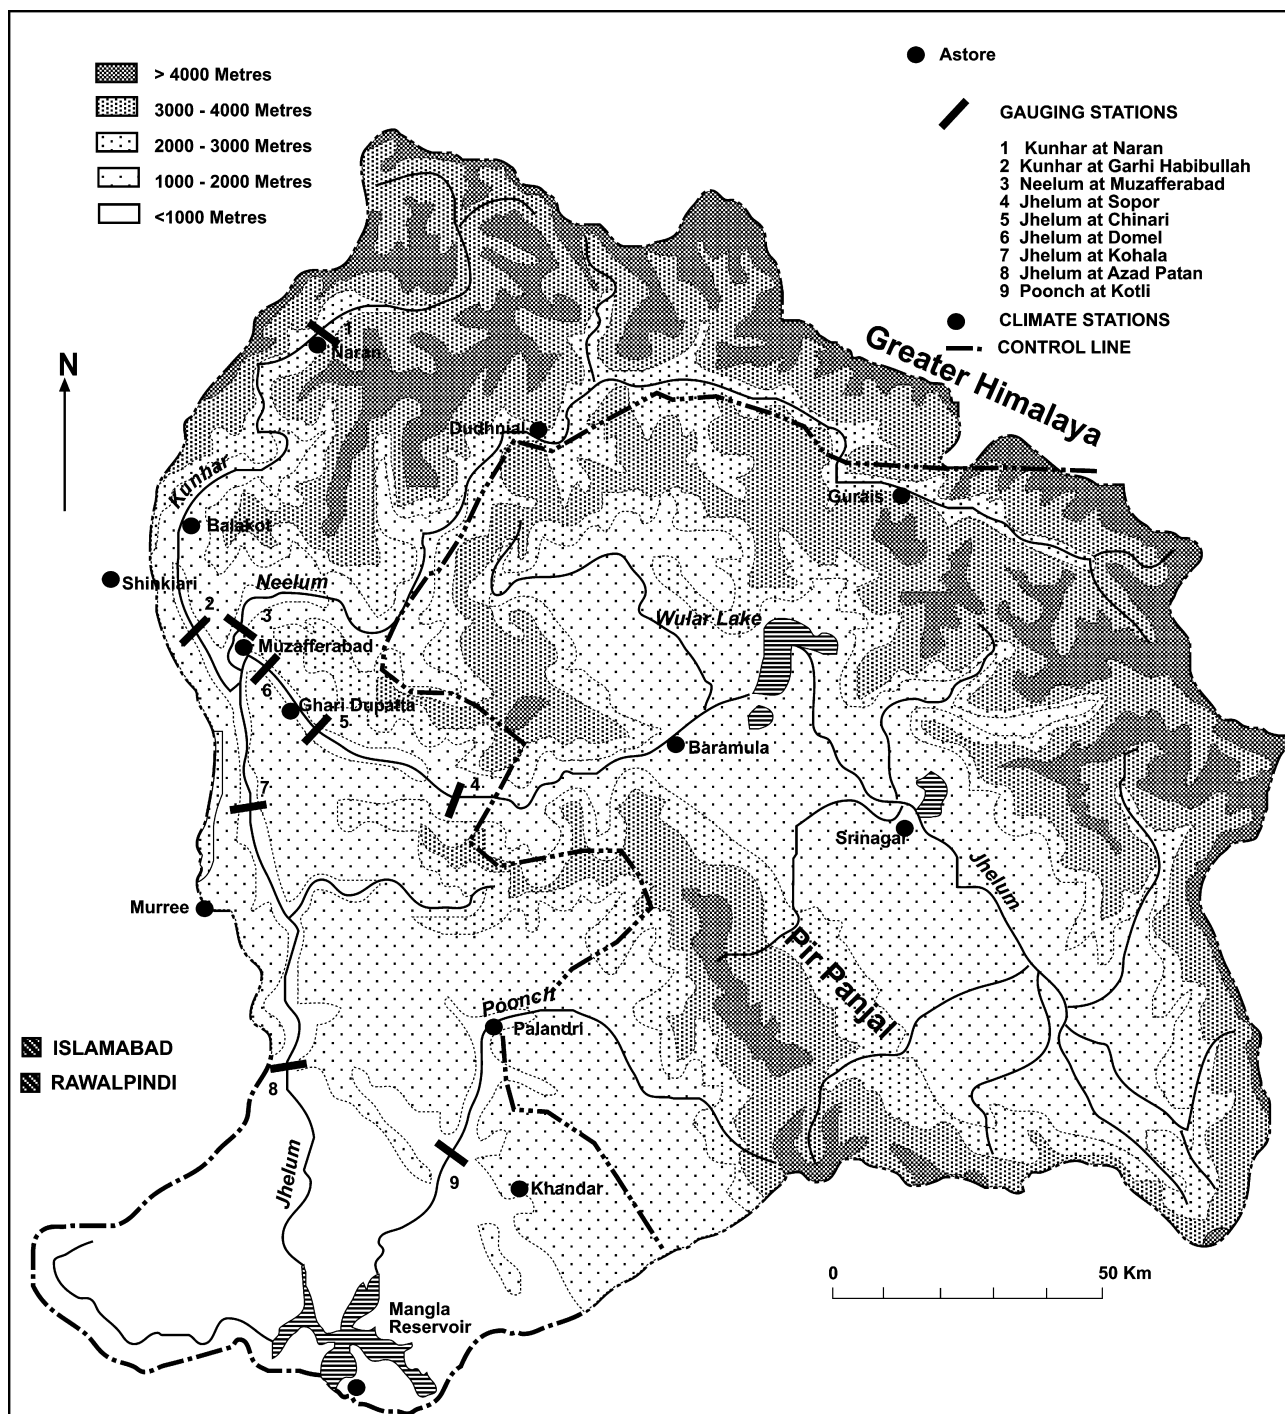 > 4000 Metres
3000 - 4000 Metres
2000 - 3000 Metres
1000 - 2000 Metres
<1000 Metres
Astore
GAUGING STATIONS
1 Kunhar at Naran
2 Kunhar at Garhi Habibullah
3 Neelum at Muzafferabad
4 Jhelum at Sopor
5 Jhelum at Chinari
6 Jhelum at Domel
7 Jhelum at Kohala
8 Jhelum at Azad Patan
9 Poonch at Kotli
CLIMATE STATIONS
CONTROL LINE
N
1
Naran
Greater Himalaya
Dudhnial
Kunhar
Gurais
Balakot
Shinkiari
Neelum
2
3
Wular Lake
Muzafferabad
6
Ghari Dupatta
5
Baramula
4
7
Srinagar
Jhelum
Murree
Pir Panjal
Poonch
Palandri
ISLAMABAD
RAWALPINDI
8
Jhelum
9
Khandar
0 50 Km
Mangla
Reservoir